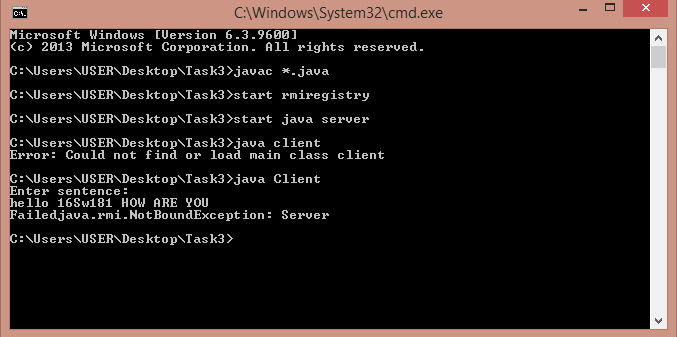 C:\Windows\System32\cmd.exe
Microsoft Windows [Version 6.3.9600]
(c) 2013 Microsoft Corporation. All rights reserved.
C:\Users\USER\Desktop\Task3>javac *.java
C:\Users\USER\Desktop\Task3>start rmiregistry
C:\Users\USER\Desktop\Task3>start java server
C:\Users\USER\Desktop\Task3>java client
Error: Could not find or load main class client
C:\Users\USER\Desktop\Task3>java Client
Enter sentence:
hello 16Sw181 HOW ARE YOU
Failedjava.rmi.NotBoundException: Server
C:\Users\USER\Desktop\Task3>